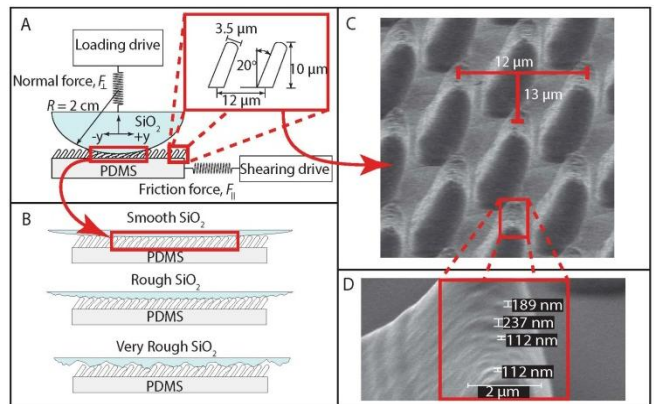 A
Loading drive
3.5 μm
20°
10 μm
12 μm
Normal force, F⊥
R = 2 cm
SiO₂
-y
+y
PDMS
Shearing drive
Friction force, F||
B
Smooth SiO₂
PDMS
Rough SiO₂
PDMS
Very Rough SiO₂
PDMS
C
12 μm
13 μm
D
189 nm
237 nm
112 nm
112 nm
2 μm